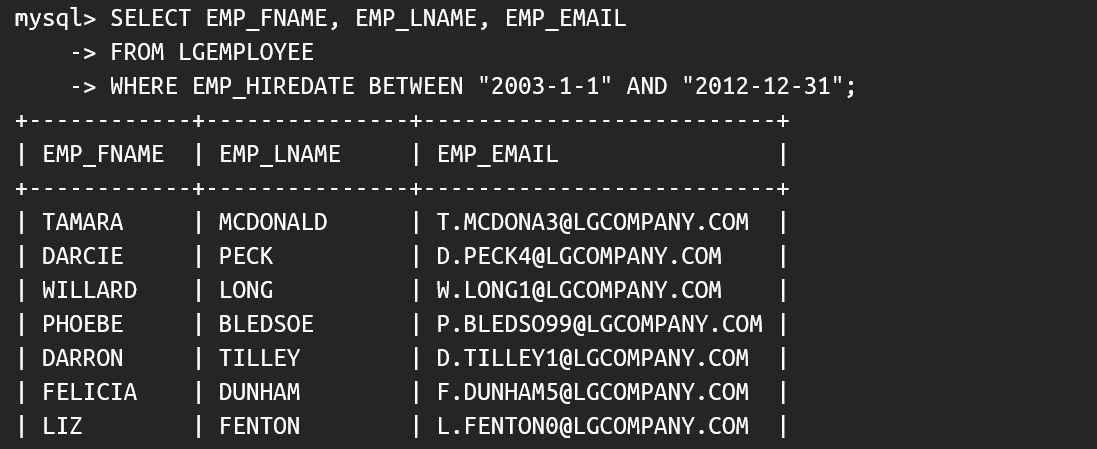 mysql> SELECT EMP_FNAME, EMP_LNAME, EMP_EMAIL
    -> FROM LGEMPLOYEE
    -> WHERE EMP_HIREDATE BETWEEN "2003-1-1" AND "2012-12-31";
+------------+---------------+--------------------------+
| EMP_FNAME  | EMP_LNAME     | EMP_EMAIL                |
+------------+---------------+--------------------------+
| TAMARA     | MCDONALD      | T.MCDONA3@LGCOMPANY.COM  |
| DARCIE     | PECK          | D.PECK4@LGCOMPANY.COM    |
| WILLARD    | LONG          | W.LONG1@LGCOMPANY.COM    |
| PHOEBE     | BLEDSOE       | P.BLEDSO99@LGCOMPANY.COM |
| DARRON     | TILLEY        | D.TILLEY1@LGCOMPANY.COM  |
| FELICIA    | DUNHAM        | F.DUNHAM5@LGCOMPANY.COM  |
| LIZ        | FENTON        | L.FENTON0@LGCOMPANY.COM  |